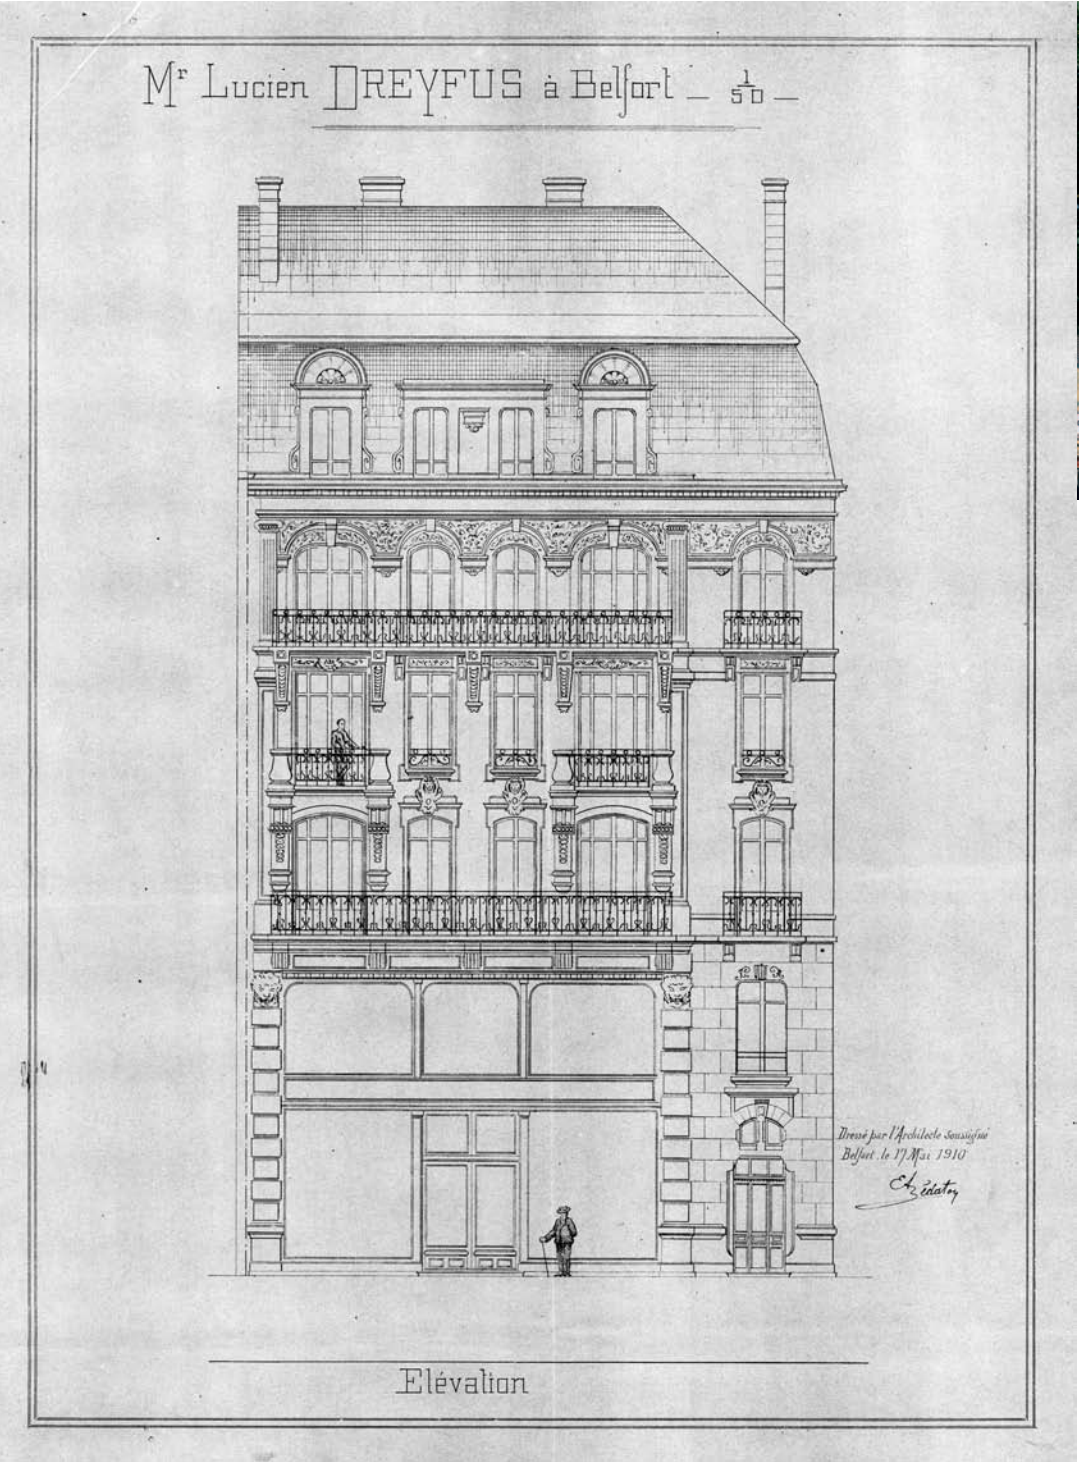 Mr Lucien DREYFUS à Belfort _ 1/50 _
Dressé par l'Architecte soussigné
Belfort, le 17 Mai 1910
Elévation